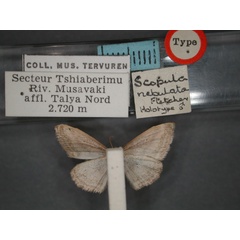 Type
COLL. MUS. TERVUREN
Secteur Tshiaberimu
Riv. Musavaki
affl. Talya Nord
2.720 m
Scopula
nebulata
Fletcher
Holotype ♂